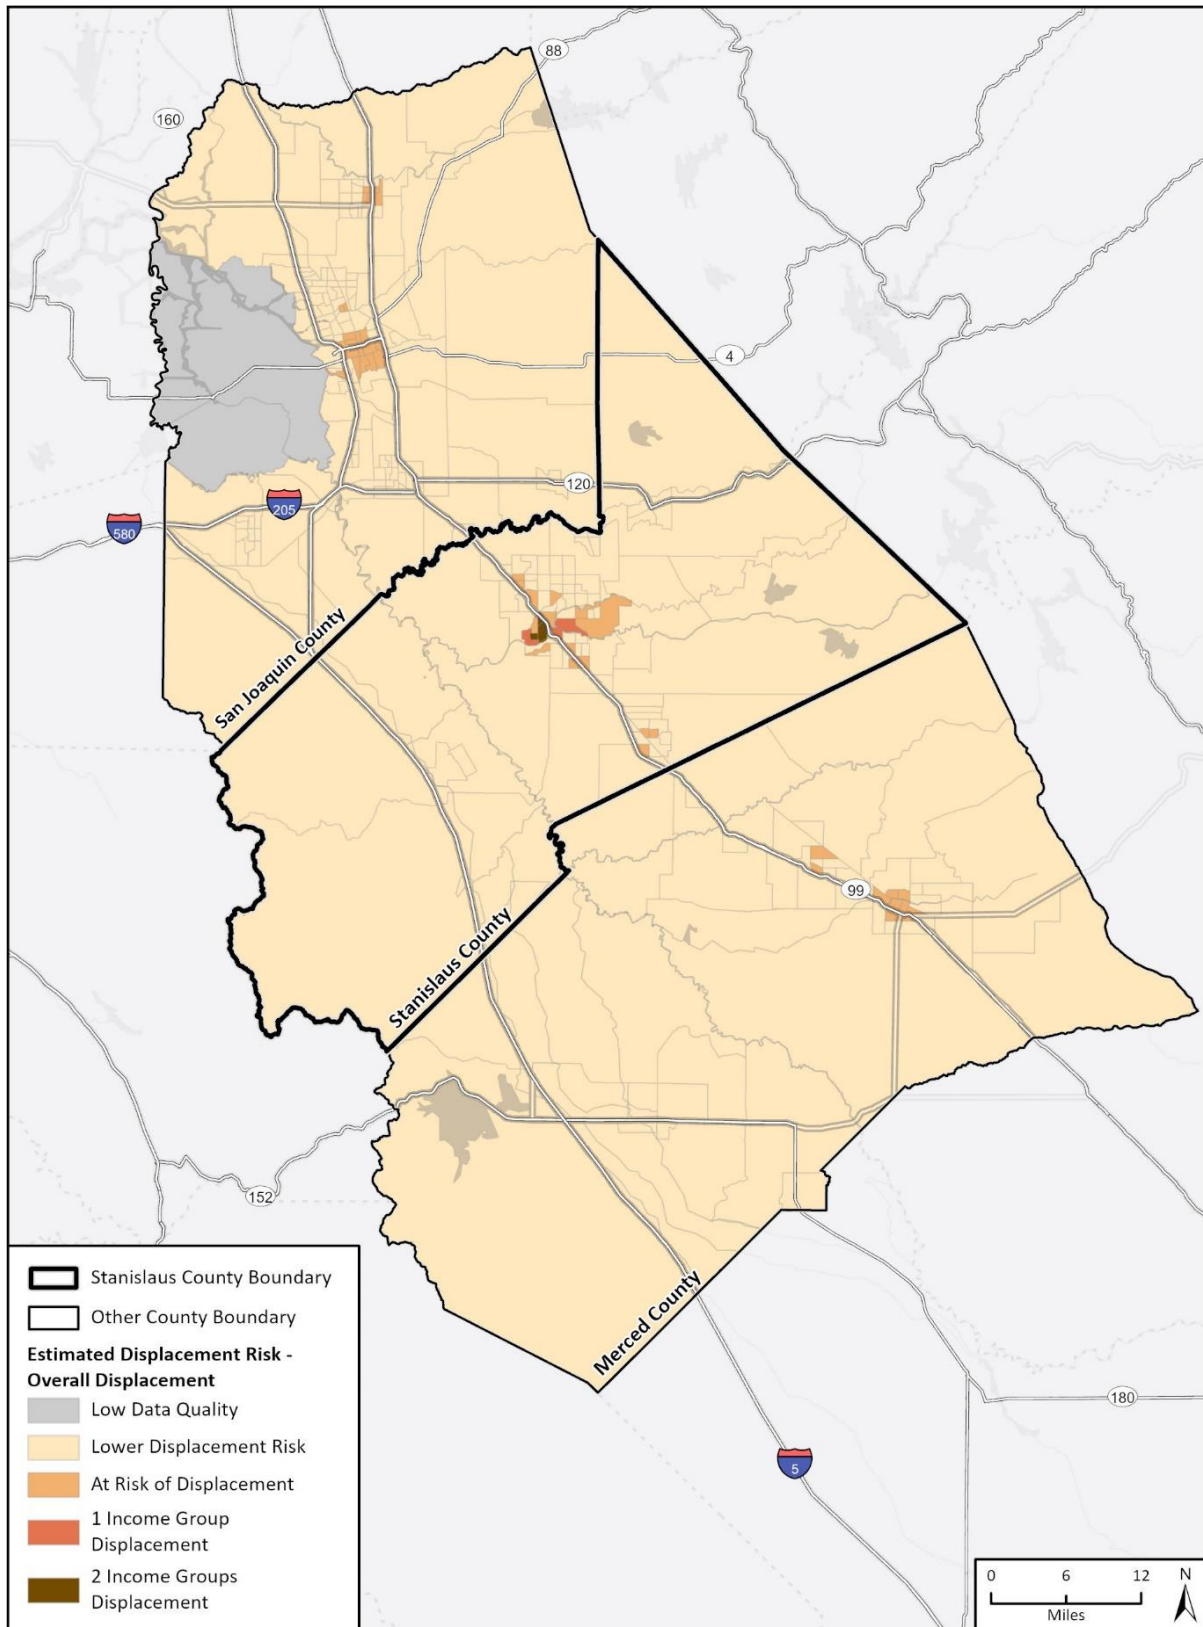 88
160
4
120
205
580
San Joaquin County
99
Stanislaus County
152
Merced County
180
5
Stanislaus County Boundary
Other County Boundary
Estimated Displacement Risk -
Overall Displacement
Low Data Quality
Lower Displacement Risk
At Risk of Displacement
1 Income Group
Displacement
2 Income Groups
Displacement
0 6 12
Miles
N